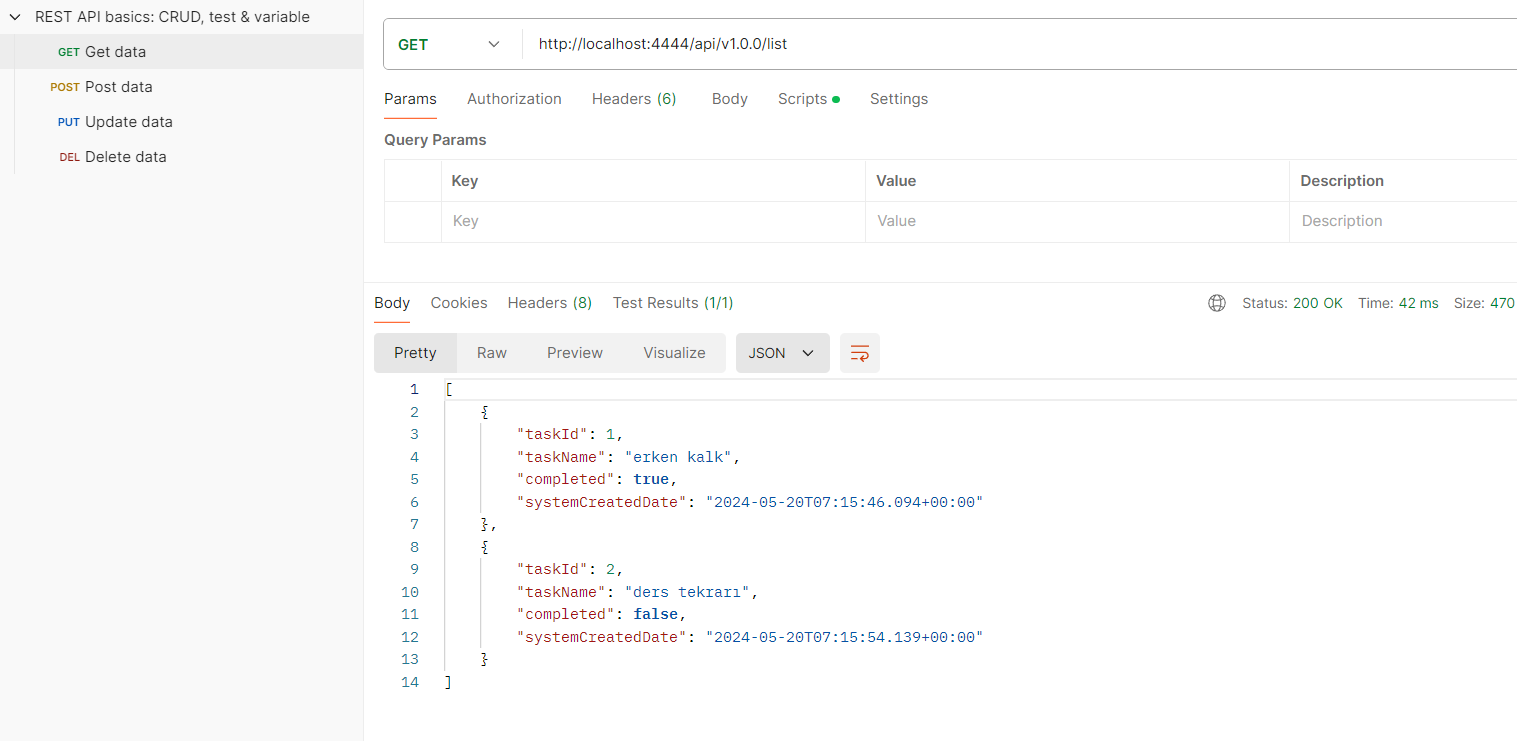 REST API basics: CRUD, test & variable
GET Get data
POST Post data
PUT Update data
DEL Delete data
GET http://localhost:4444/api/v1.0.0/list
Params Authorization Headers (6) Body Scripts Settings
Query Params
Key Value Description
Key Value Description
Body Cookies Headers (8) Test Results (1/1) Status: 200 OK Time: 42 ms Size: 470
Pretty Raw Preview Visualize JSON
1 [
2 {
3 "taskId": 1,
4 "taskName": "erken kalk",
5 "completed": true,
6 "systemCreatedDate": "2024-05-20T07:15:46.094+00:00"
7 },
8 {
9 "taskId": 2,
10 "taskName": "ders tekrarı",
11 "completed": false,
12 "systemCreatedDate": "2024-05-20T07:15:54.139+00:00"
13 }
14 ]